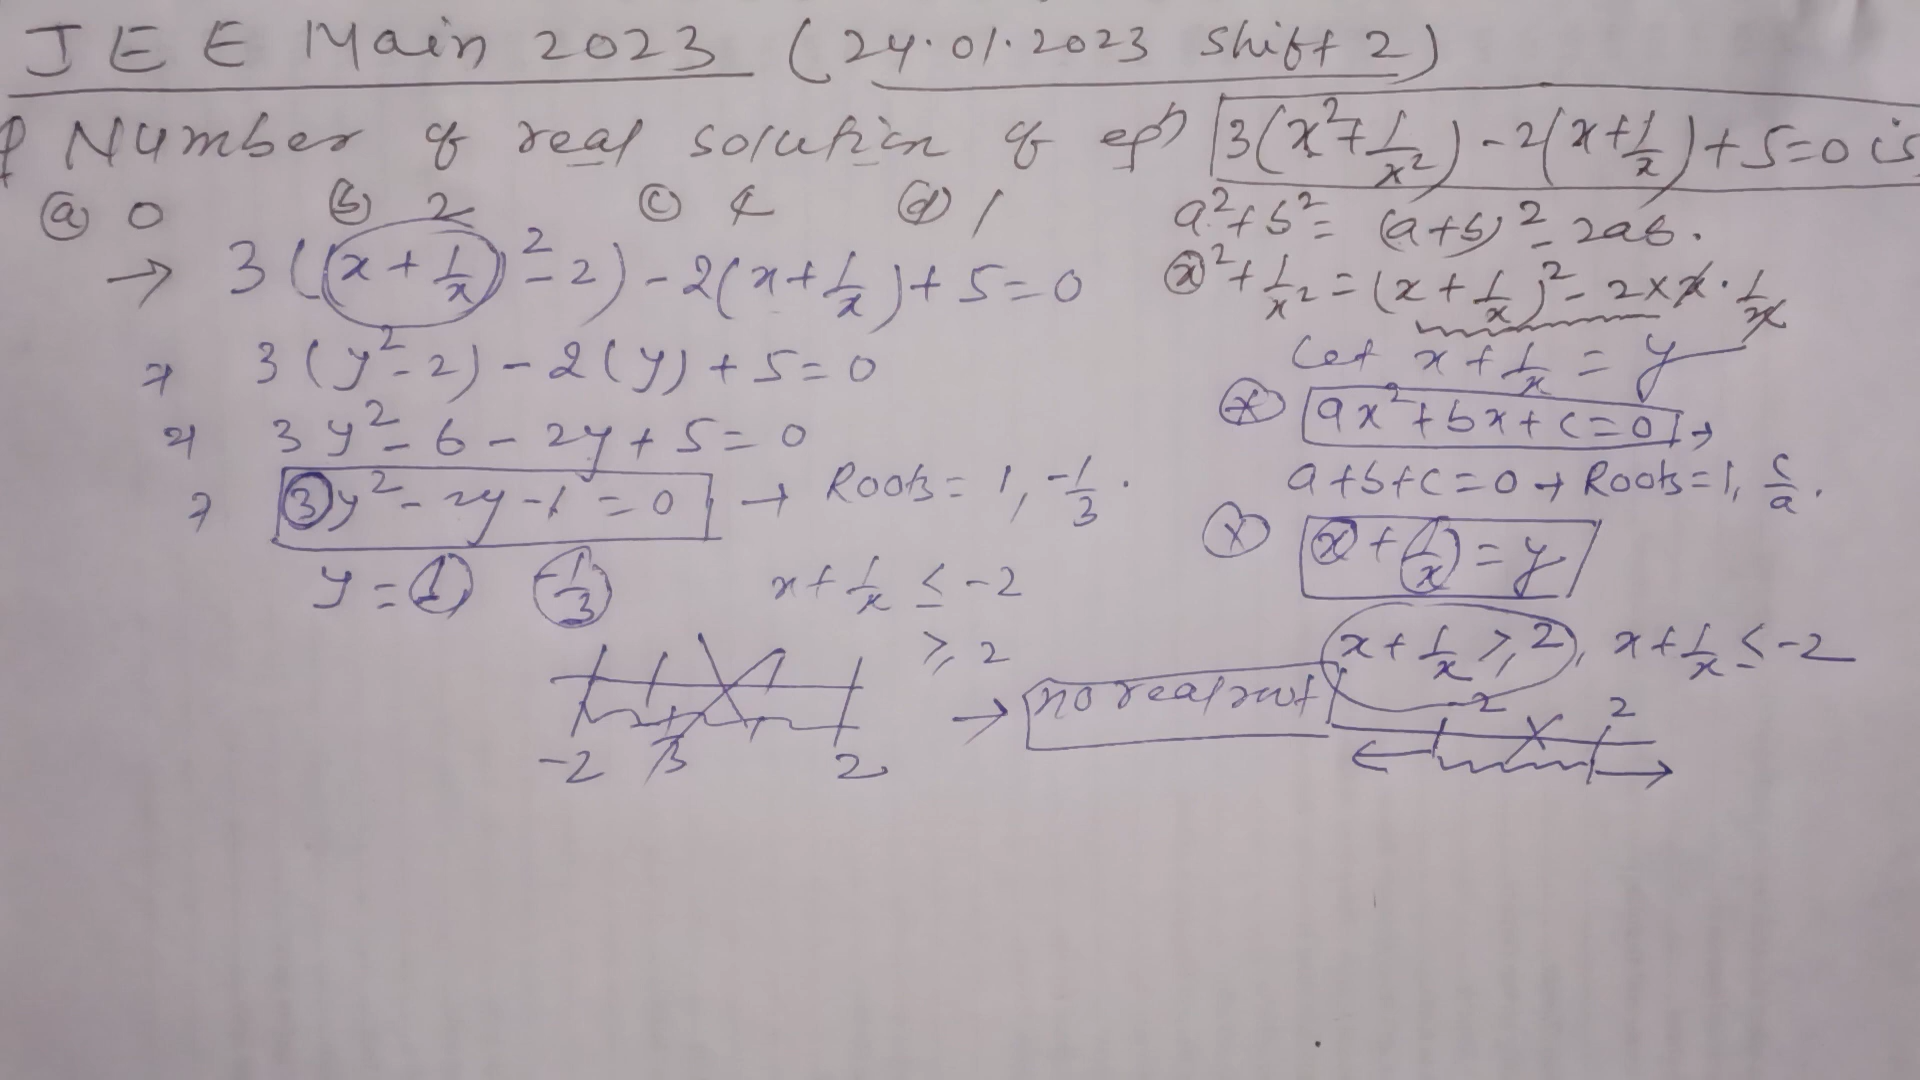 JEE Main 2023 (24.01.2023 Shift 2)
Number of real solution of eqn 3(x²+1/x²)-2(x+1/x)+5=0 is
(a) 0 (b) 2 (c) 4 (d) 1
→ 3((x+1/x)²-2)-2(x+1/x)+5=0
⇒ 3(y²-2)-2(y)+5=0
⇒ 3y²-6-2y+5=0
⇒ 3y²-2y-1=0 → Roots = 1, -1/3.
y = 1 -1/3
x+1/x ≤ -2
≥ 2
-2 2
→ no real root
a²+b² = (a+b)²-2ab.
x²+1/x² = (x+1/x)²-2×x·1/x
Let x+1/x = y
* ax²+bx+c=0 →
a+b+c=0 → Roots = 1, c/a.
* x+1/x = y
x+1/x ≥ 2, x+1/x ≤ -2
-2 2